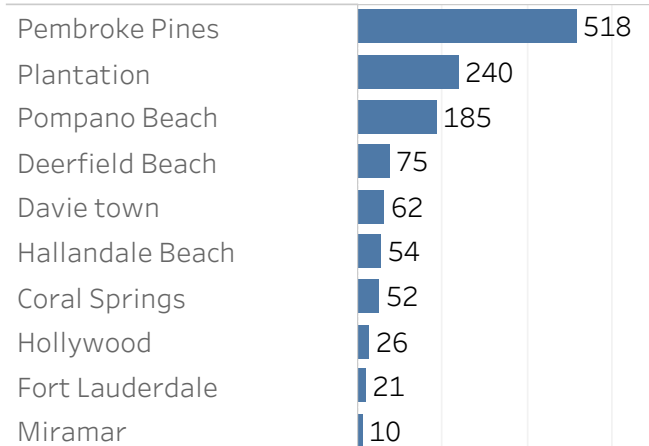 Pembroke Pines 518
Plantation 240
Pompano Beach 185
Deerfield Beach 75
Davie town 62
Hallandale Beach 54
Coral Springs 52
Hollywood 26
Fort Lauderdale 21
Miramar 10